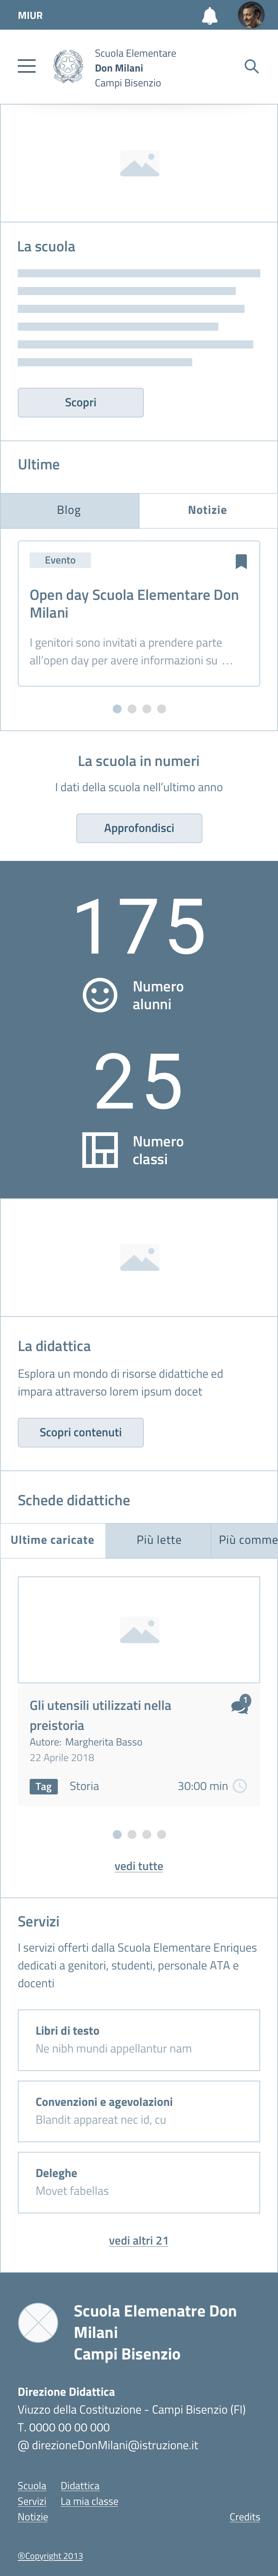 MIUR
Scuola Elementare
Don Milani
Campi Bisenzio
La scuola
Scopri
Ultime
Blog
Notizie
Evento
Open day Scuola Elementare Don
Milani
I genitori sono invitati a prendere parte
all'open day per avere informazioni su ...
La scuola in numeri
I dati della scuola nell'ultimo anno
Approfondisci
175
Numero
alunni
25
Numero
classi
La didattica
Esplora un mondo di risorse didattiche ed
impara attraverso lorem ipsum docet
Scopri contenuti
Schede didattiche
Ultime caricate
Più lette
Più comme
Gli utensili utilizzati nella
preistoria
1
Autore: Margherita Basso
22 Aprile 2018
Tag Storia 30:00 min
vedi tutte
Servizi
I servizi offerti dalla Scuola Elementare Enriques
dedicati a genitori, studenti, personale ATA e
docenti
Libri di testo
Ne nibh mundi appellantur nam
Convenzioni e agevolazioni
Blandit appareat nec id, cu
Deleghe
Movet fabellas
vedi altri 21
Scuola Elemenatre Don
Milani
Campi Bisenzio
Direzione Didattica
Viuzzo della Costituzione - Campi Bisenzio (FI)
T. 0000 00 00 000
@ direzioneDonMilani@istruzione.it
Scuola Didattica
Servizi La mia classe
Notizie Credits
®Copyright 2013